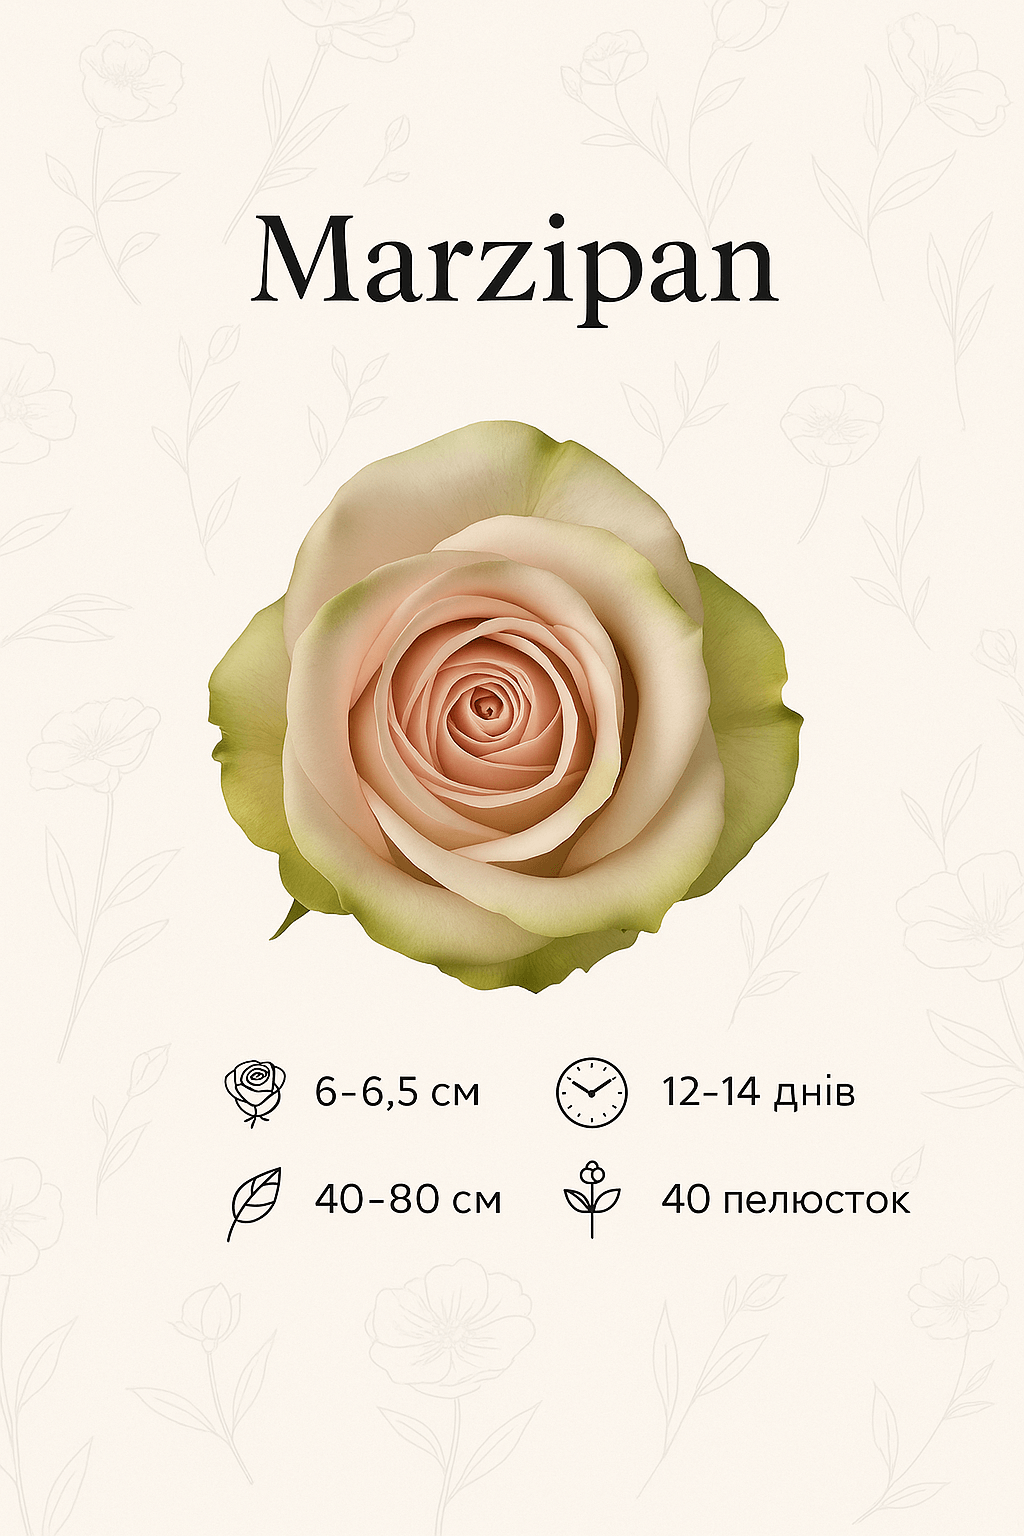 Marzipan
6–6,5 см
12–14 днів
40–80 см
40 пелюсток